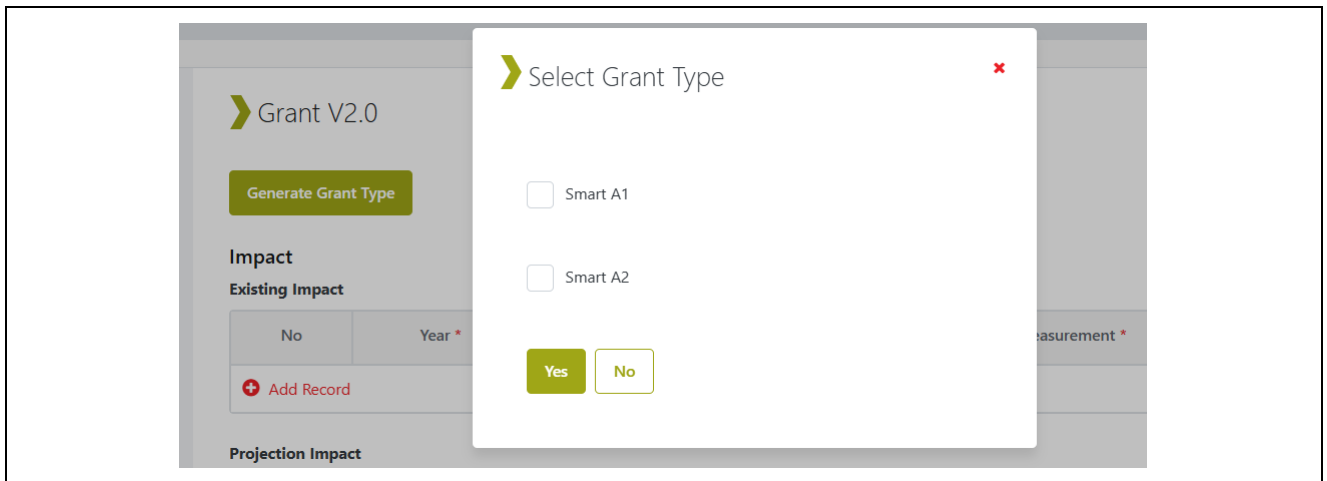 Select Grant Type
Grant V2.0
Generate Grant Type
Smart A1
Smart A2
Impact
Existing Impact
No
Year *
*
Add Record
Yes
No
Projection Impact